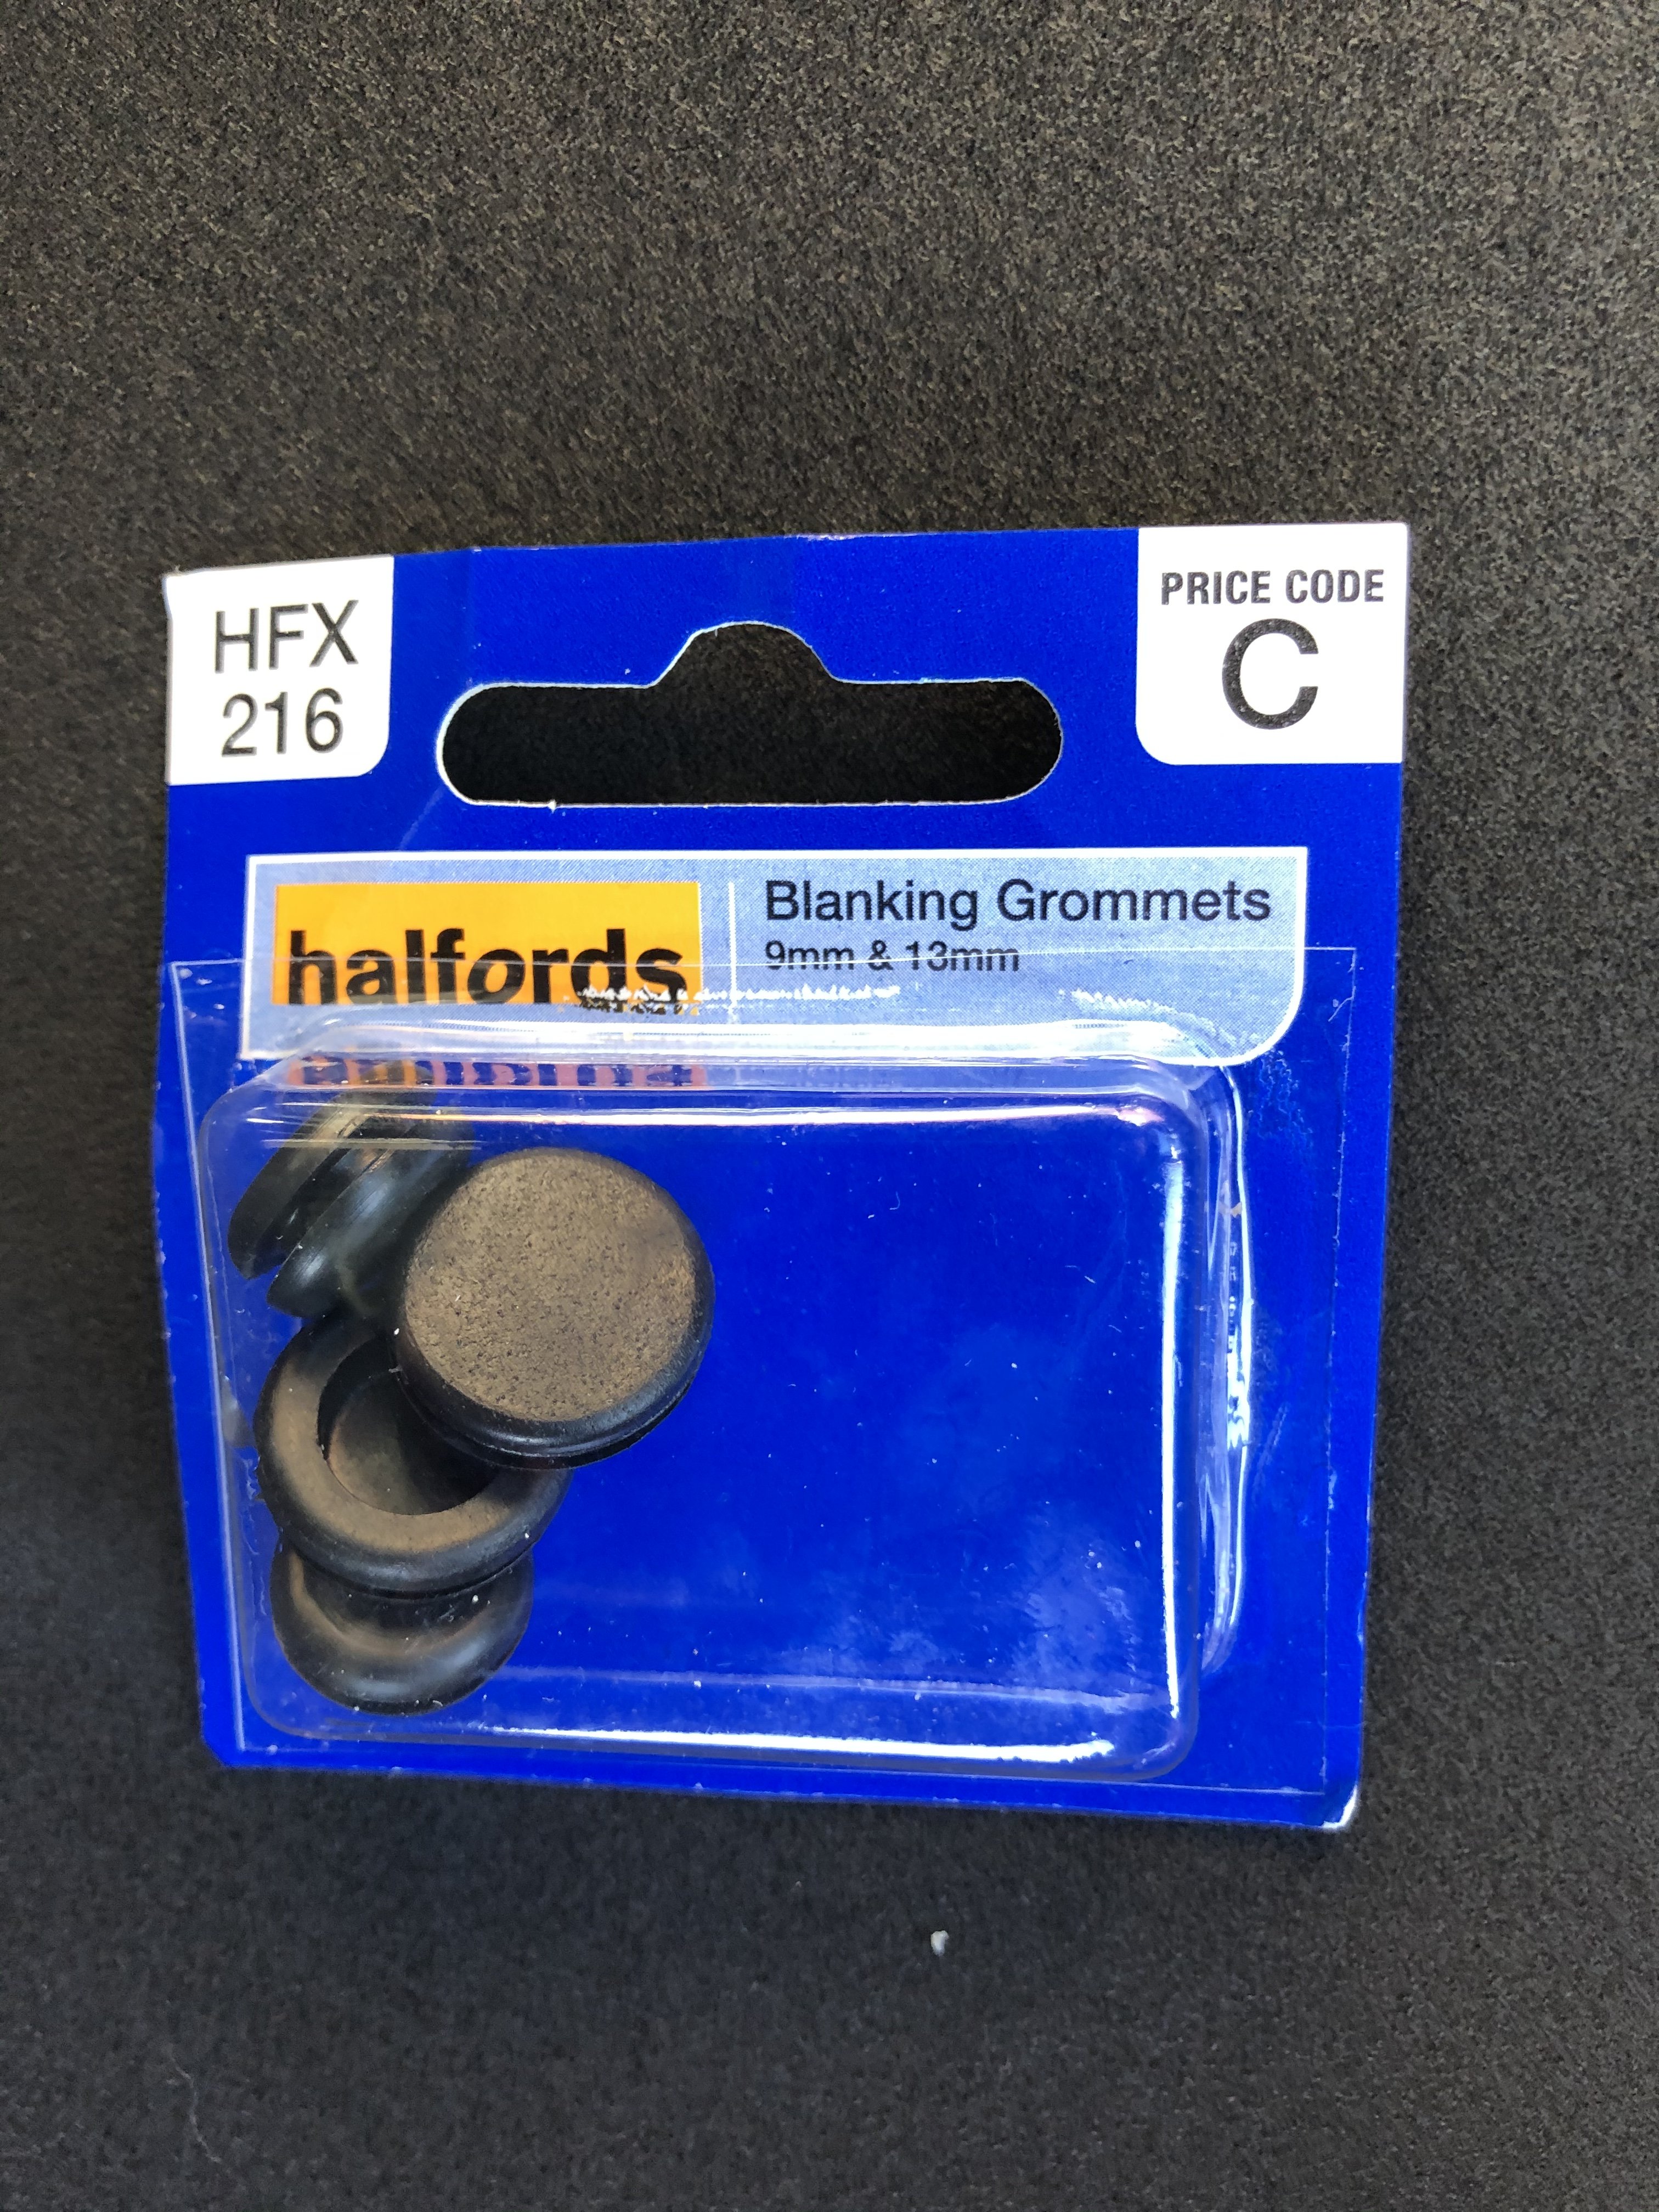 HFX
216
PRICE CODE
C
halfords
Blanking Grommets
9mm & 13mm